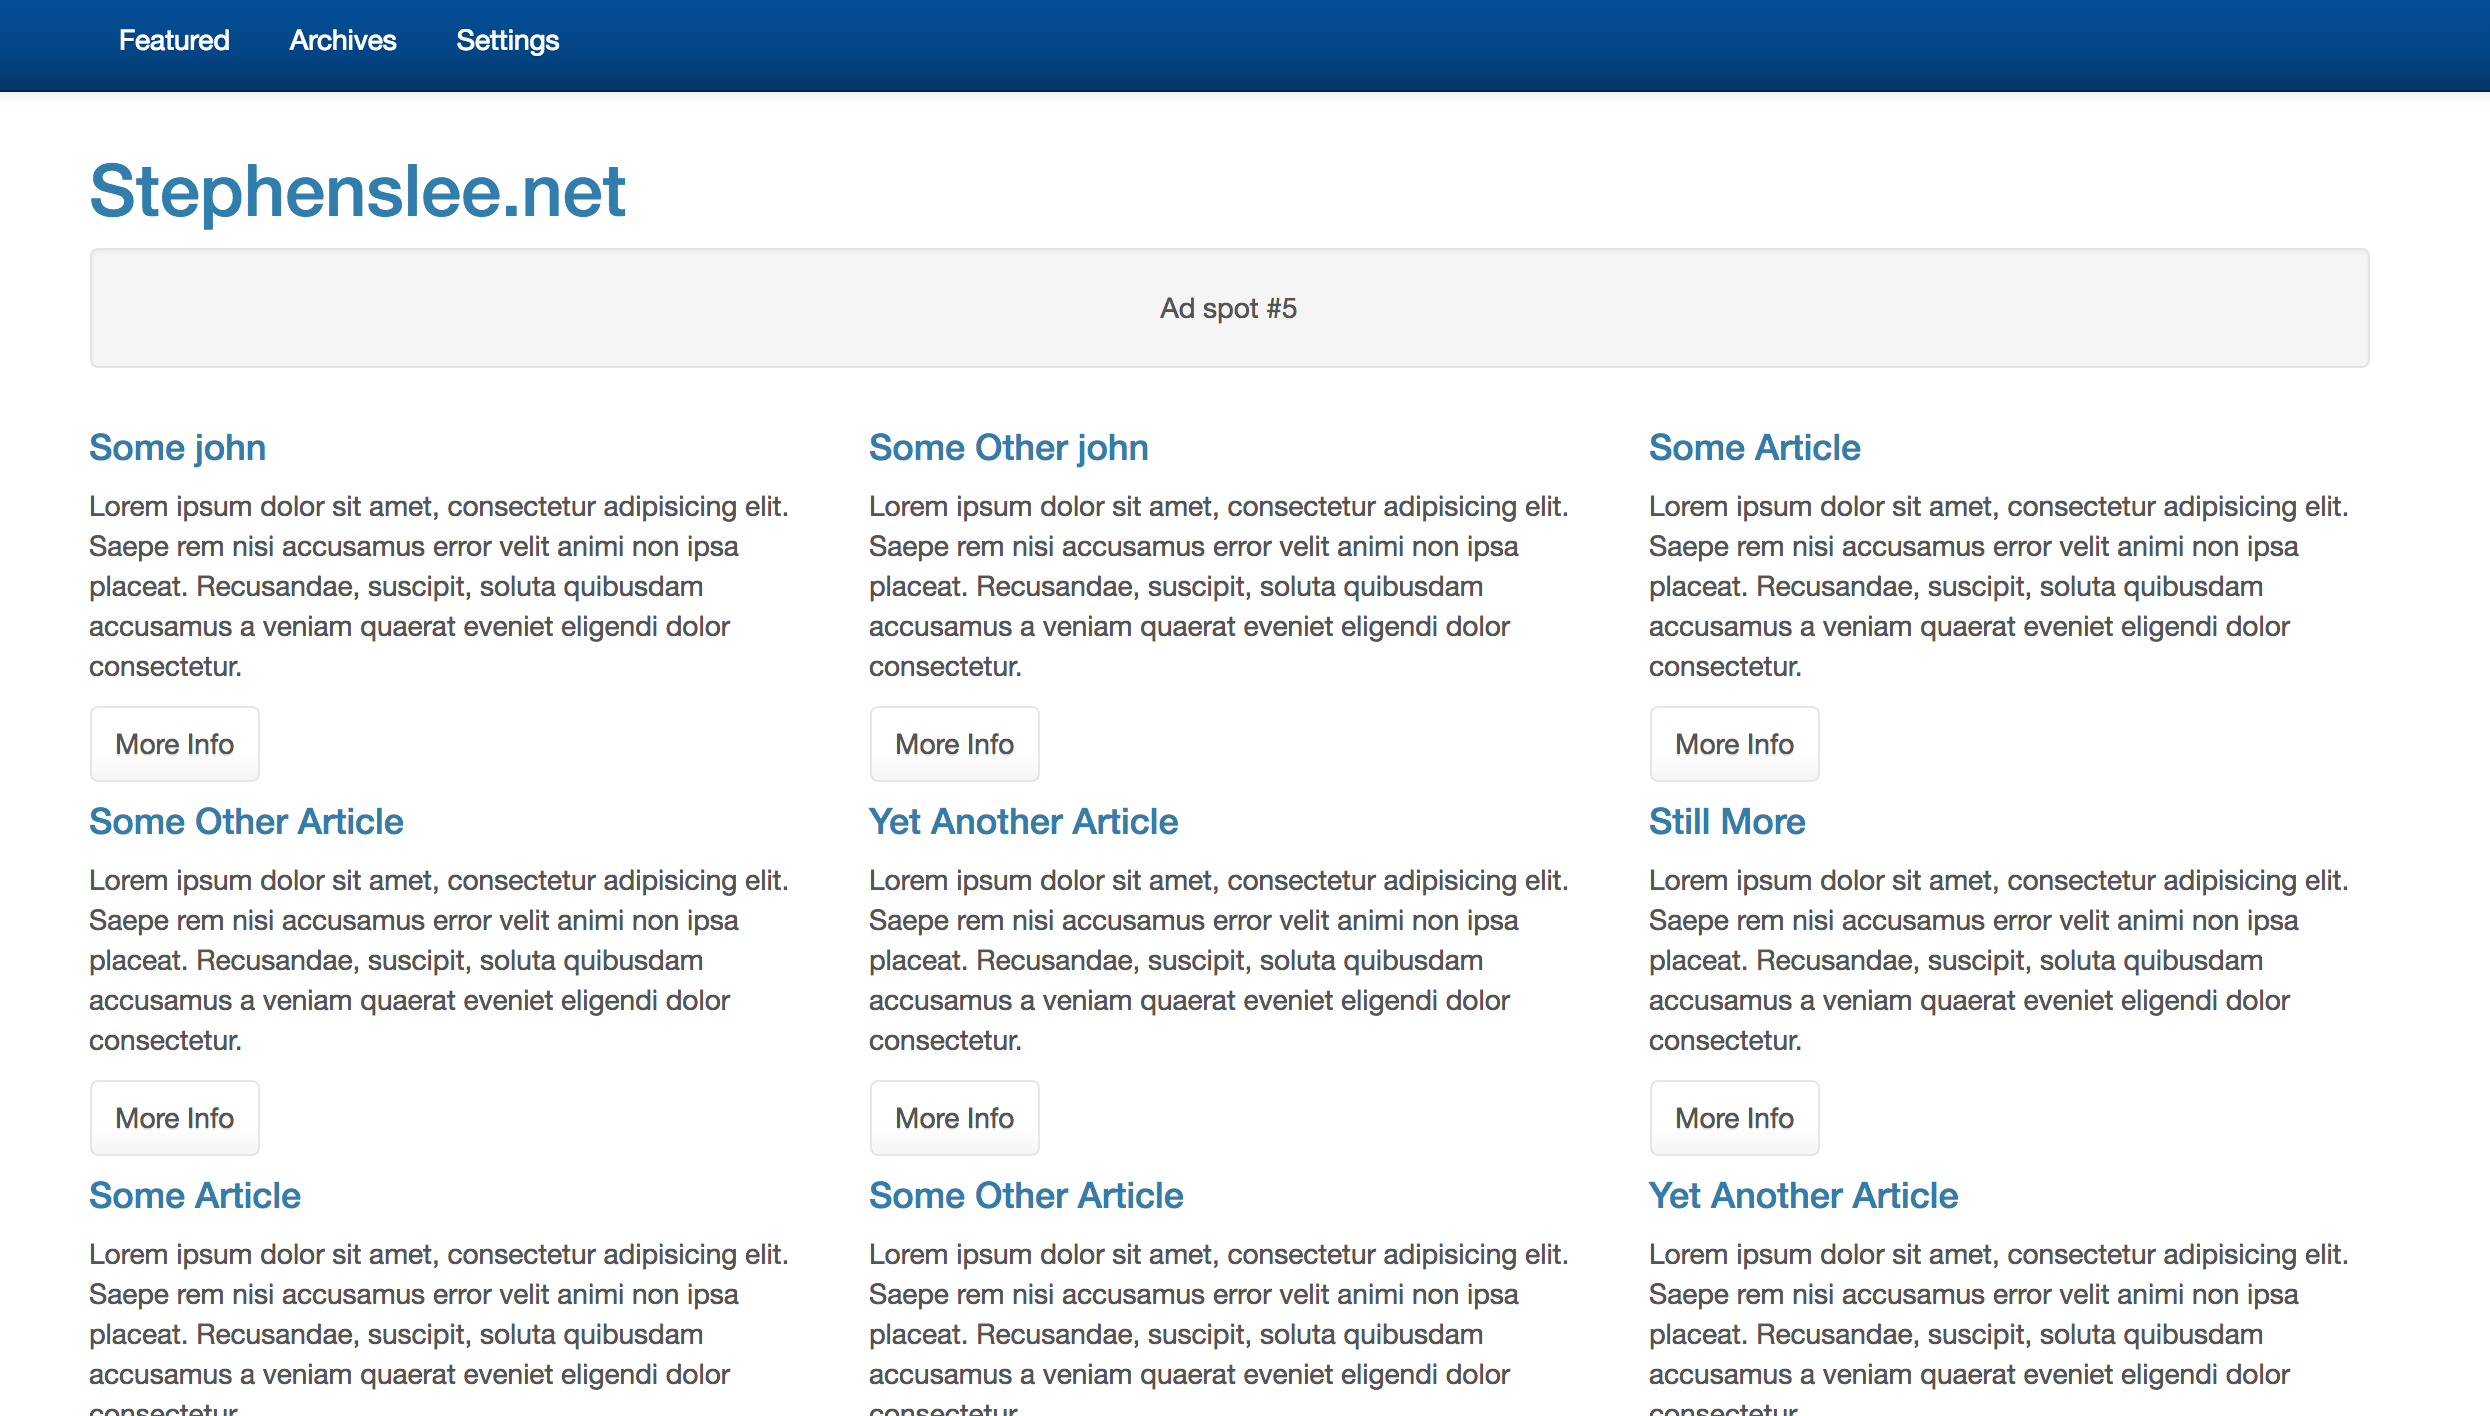 Featured Archives Settings
Stephenslee.net
Ad spot #5
Some john
Lorem ipsum dolor sit amet, consectetur adipisicing elit.
Saepe rem nisi accusamus error velit animi non ipsa
placeat. Recusandae, suscipit, soluta quibusdam
accusamus a veniam quaerat eveniet eligendi dolor
consectetur.
More Info
Some Other john
Lorem ipsum dolor sit amet, consectetur adipisicing elit.
Saepe rem nisi accusamus error velit animi non ipsa
placeat. Recusandae, suscipit, soluta quibusdam
accusamus a veniam quaerat eveniet eligendi dolor
consectetur.
More Info
Some Article
Lorem ipsum dolor sit amet, consectetur adipisicing elit.
Saepe rem nisi accusamus error velit animi non ipsa
placeat. Recusandae, suscipit, soluta quibusdam
accusamus a veniam quaerat eveniet eligendi dolor
consectetur.
More Info
Some Other Article
Lorem ipsum dolor sit amet, consectetur adipisicing elit.
Saepe rem nisi accusamus error velit animi non ipsa
placeat. Recusandae, suscipit, soluta quibusdam
accusamus a veniam quaerat eveniet eligendi dolor
consectetur.
More Info
Yet Another Article
Lorem ipsum dolor sit amet, consectetur adipisicing elit.
Saepe rem nisi accusamus error velit animi non ipsa
placeat. Recusandae, suscipit, soluta quibusdam
accusamus a veniam quaerat eveniet eligendi dolor
consectetur.
More Info
Still More
Lorem ipsum dolor sit amet, consectetur adipisicing elit.
Saepe rem nisi accusamus error velit animi non ipsa
placeat. Recusandae, suscipit, soluta quibusdam
accusamus a veniam quaerat eveniet eligendi dolor
consectetur.
More Info
Some Article
Lorem ipsum dolor sit amet, consectetur adipisicing elit.
Saepe rem nisi accusamus error velit animi non ipsa
placeat. Recusandae, suscipit, soluta quibusdam
accusamus a veniam quaerat eveniet eligendi dolor
consectetur.
Some Other Article
Lorem ipsum dolor sit amet, consectetur adipisicing elit.
Saepe rem nisi accusamus error velit animi non ipsa
placeat. Recusandae, suscipit, soluta quibusdam
accusamus a veniam quaerat eveniet eligendi dolor
consectetur.
Yet Another Article
Lorem ipsum dolor sit amet, consectetur adipisicing elit.
Saepe rem nisi accusamus error velit animi non ipsa
placeat. Recusandae, suscipit, soluta quibusdam
accusamus a veniam quaerat eveniet eligendi dolor
consectetur.